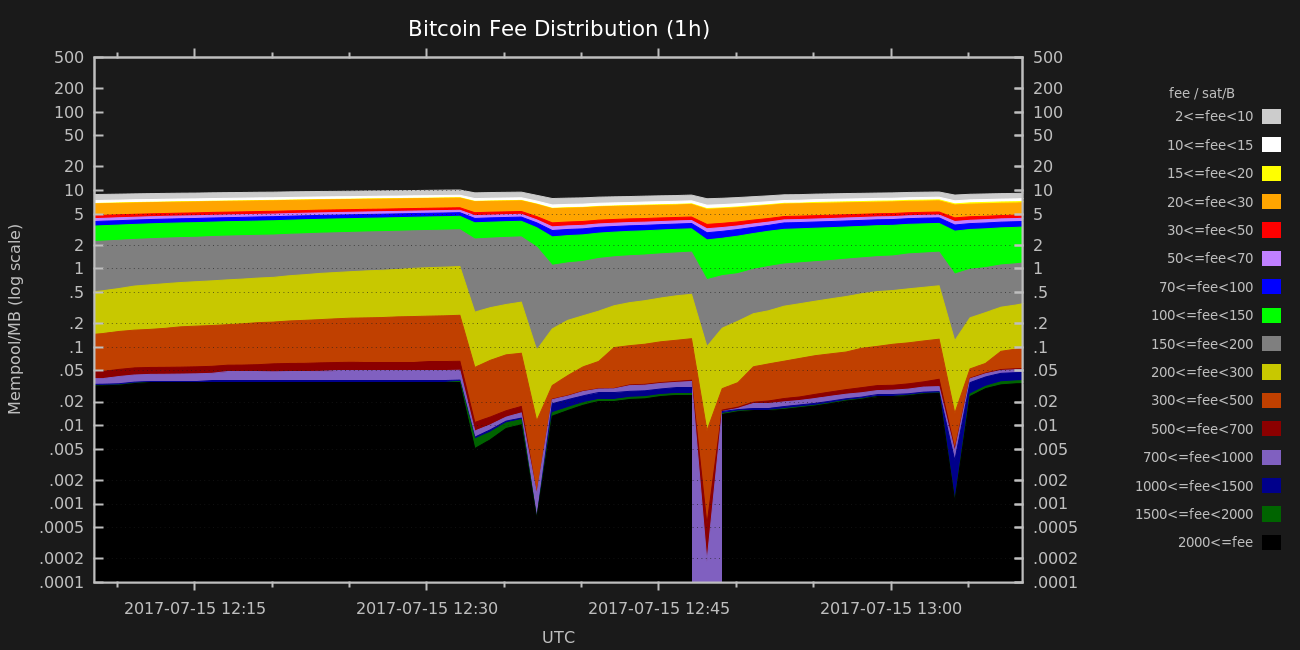 Bitcoin Fee Distribution (1h)
500
200
100
50
20
10
5
2
1
.5
.2
.1
.05
.02
.01
.005
.002
.001
.0005
.0002
.0001
Mempool/MB (log scale)
500
200
100
50
20
10
5
2
1
.5
.2
.1
.05
.02
.01
.005
.002
.001
.0005
.0002
.0001
2017-07-15 12:15
2017-07-15 12:30
2017-07-15 12:45
2017-07-15 13:00
UTC
fee / sat/B
2<=fee<10
10<=fee<15
15<=fee<20
20<=fee<30
30<=fee<50
50<=fee<70
70<=fee<100
100<=fee<150
150<=fee<200
200<=fee<300
300<=fee<500
500<=fee<700
700<=fee<1000
1000<=fee<1500
1500<=fee<2000
2000<=fee